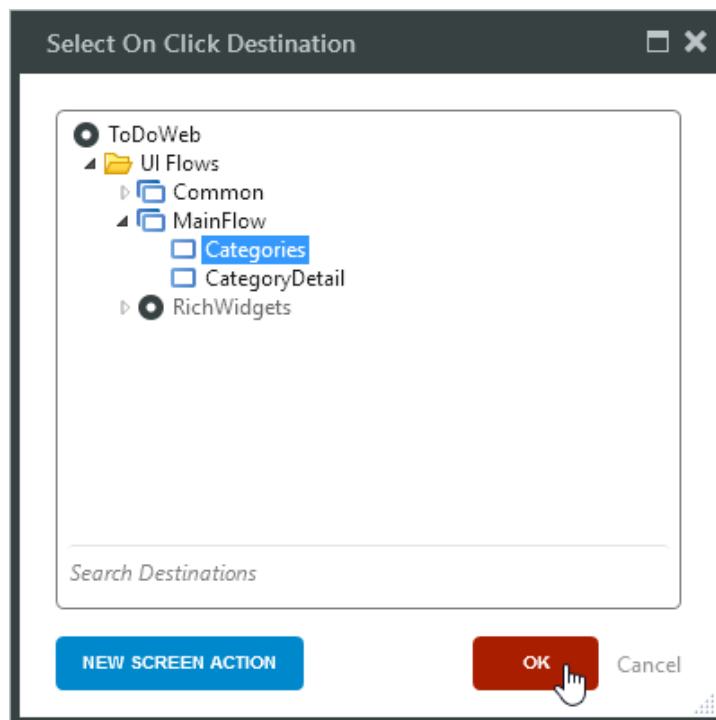 Select On Click Destination
ToDoWeb
UI Flows
Common
MainFlow
Categories
CategoryDetail
RichWidgets
Search Destinations
NEW SCREEN ACTION
OK
Cancel